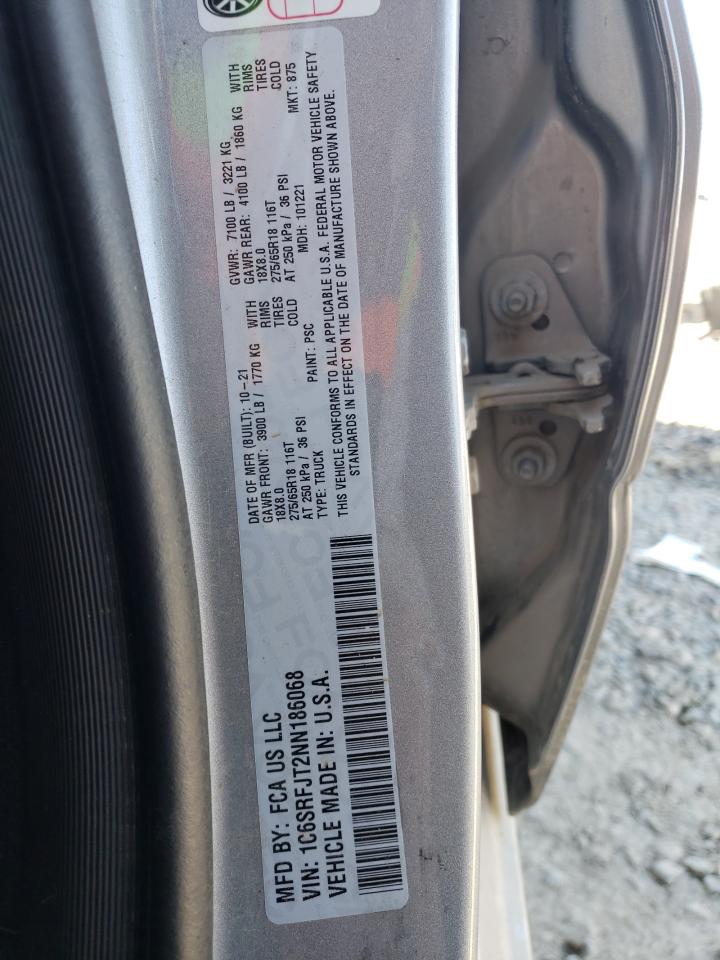 MFD BY: FCA US LLC
VIN: 1C6SRFJT2NN186068
VEHICLE MADE IN: U.S.A.
DATE OF MFR (BUILT): 10-21 GVWR: 7100 LB / 3221 KG
GAWR FRONT: 3900 LB / 1770 KG WITH GAWR REAR: 4100 LB / 1860 KG WITH
18X8.0 RIMS 18X8.0 RIMS
275/65R18 116T TIRES 275/65R18 116T TIRES
AT 250 kPa / 36 PSI COLD AT 250 kPa / 36 PSI COLD
TYPE: TRUCK PAINT: PSC MDH: 101221 MKT: 875
THIS VEHICLE CONFORMS TO ALL APPLICABLE U.S.A. FEDERAL MOTOR VEHICLE SAFETY
STANDARDS IN EFFECT ON THE DATE OF MANUFACTURE SHOWN ABOVE.